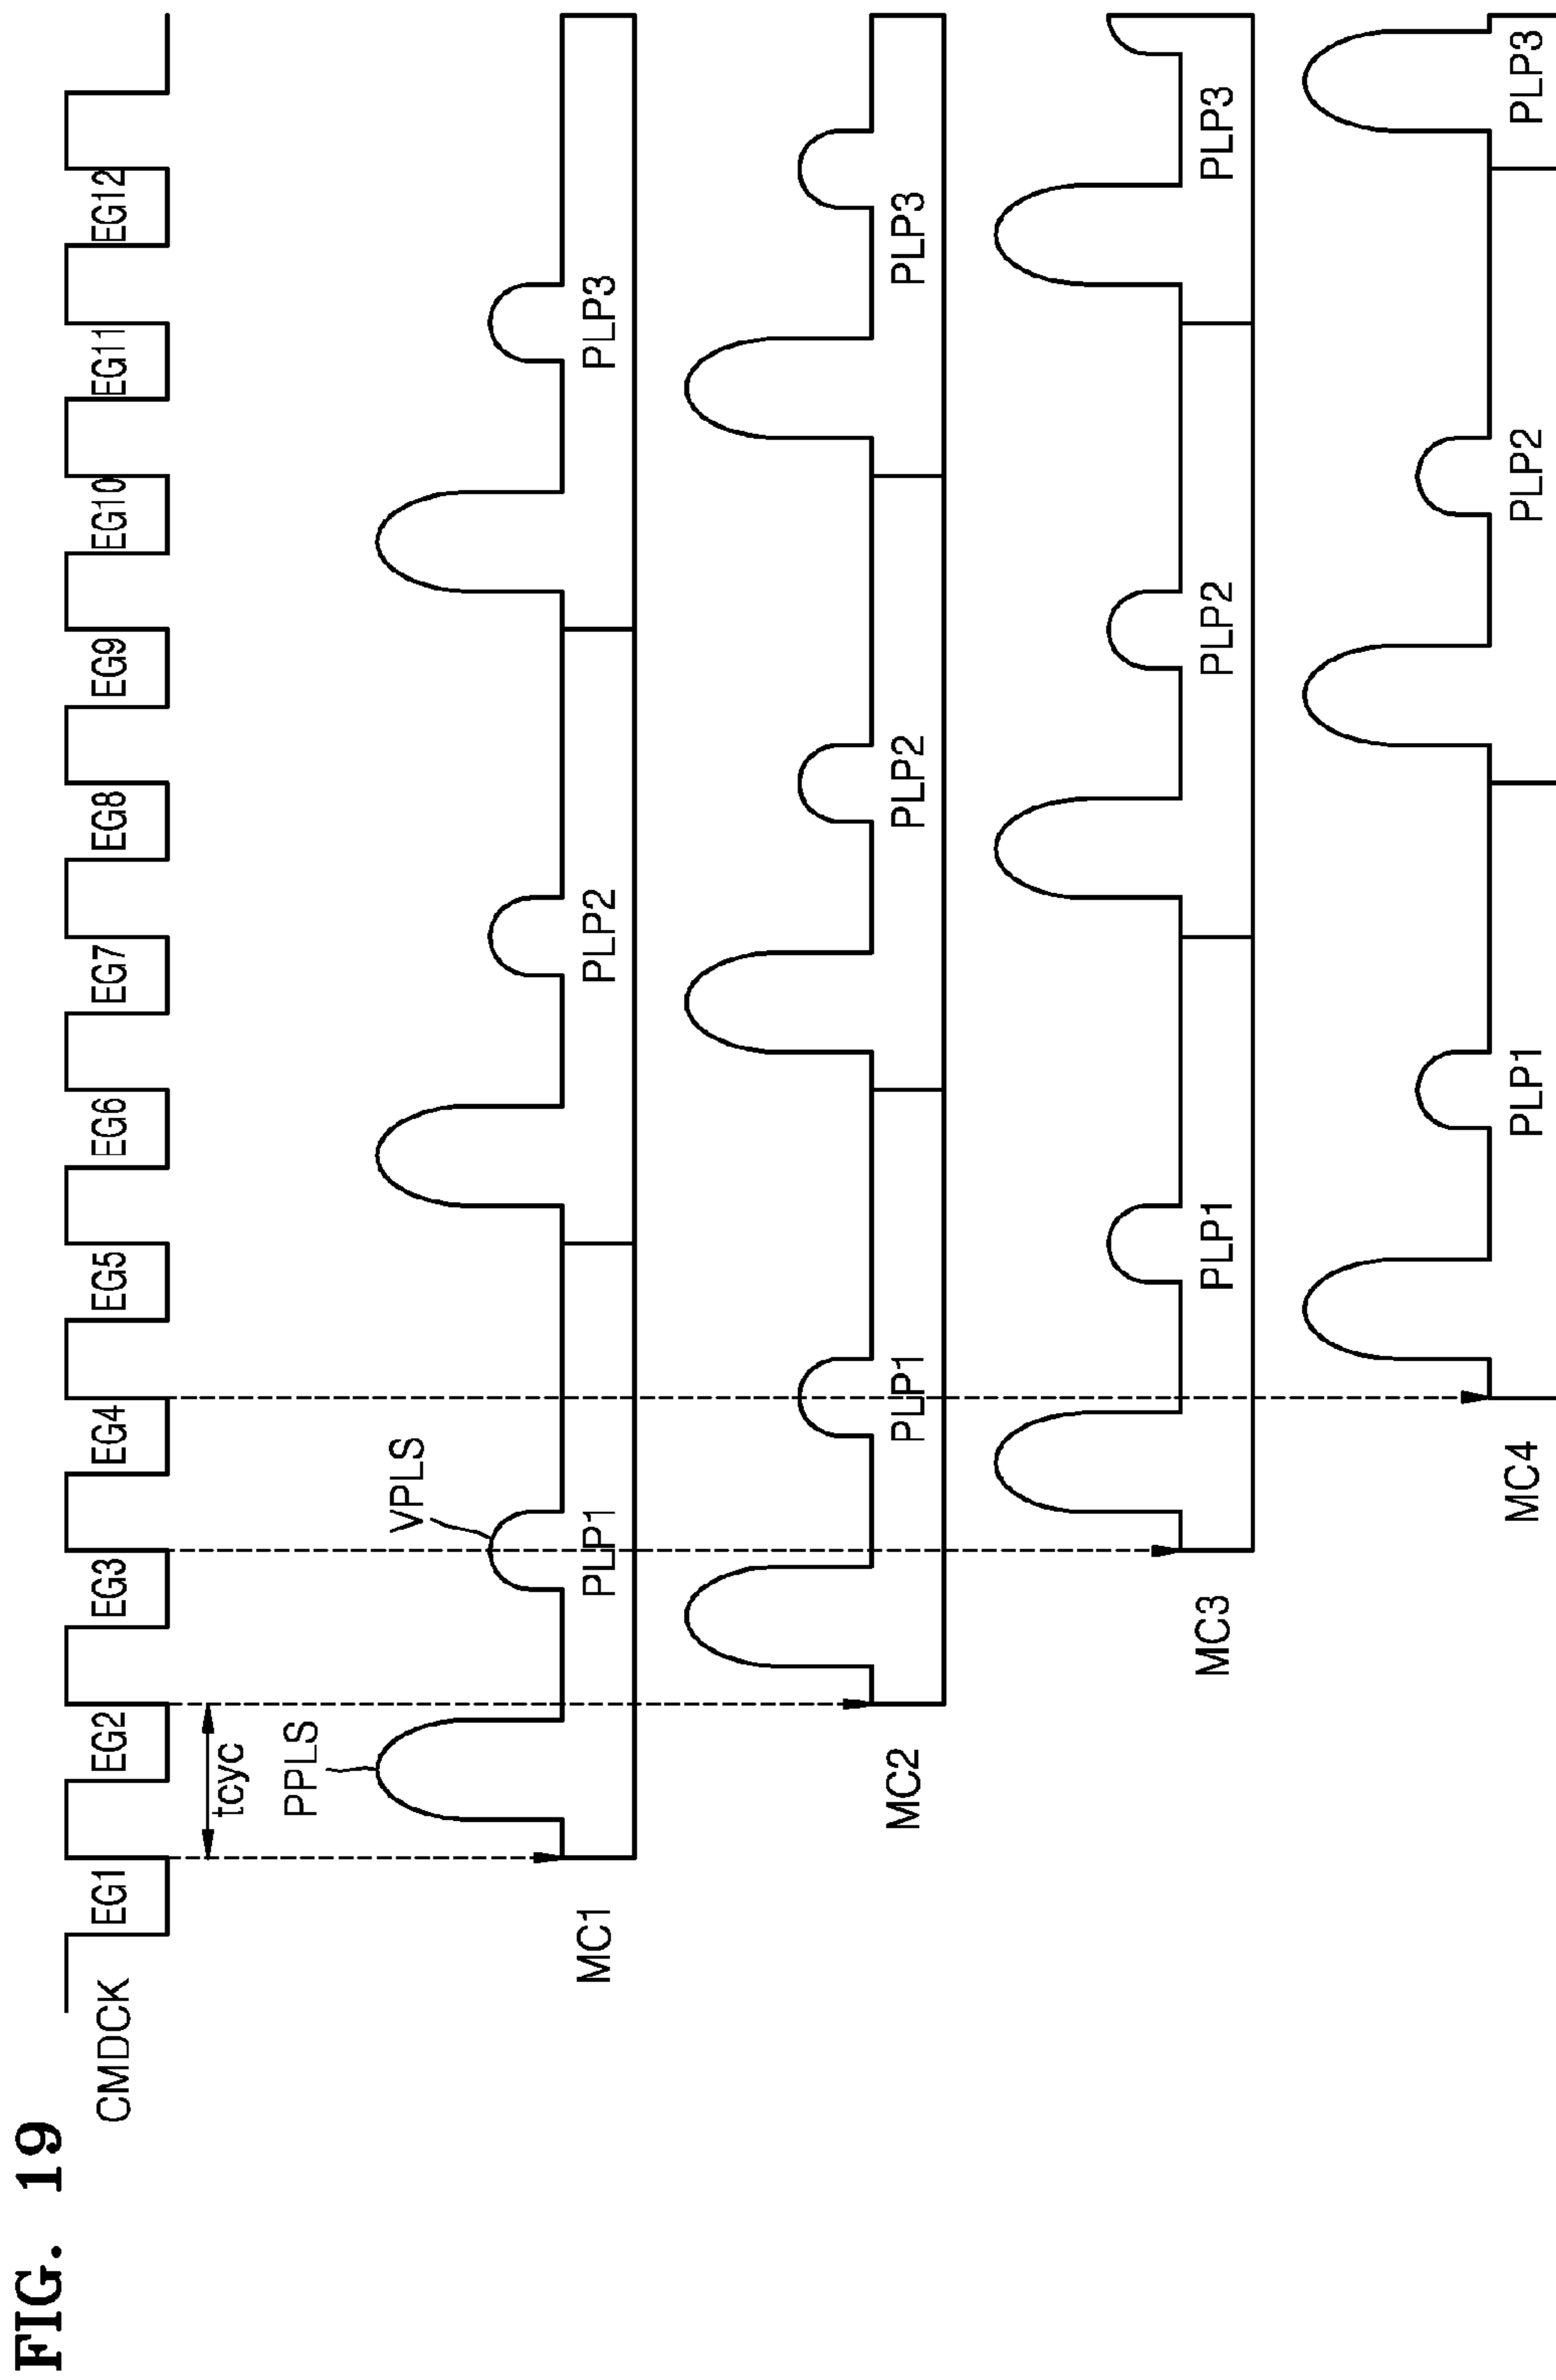 FIG. 19
CMDCK
EG1
EG2
EG3
EG4
EG5
EG6
EG7
EG8
EG9
EG10
EG11
EG12
tcyc
PPLS
VPLS
MC1
PLP1
PLP2
PLP3
MC2
PLP1
PLP2
PLP3
MC3
PLP1
PLP2
PLP3
MC4
PLP1
PLP2
PLP3